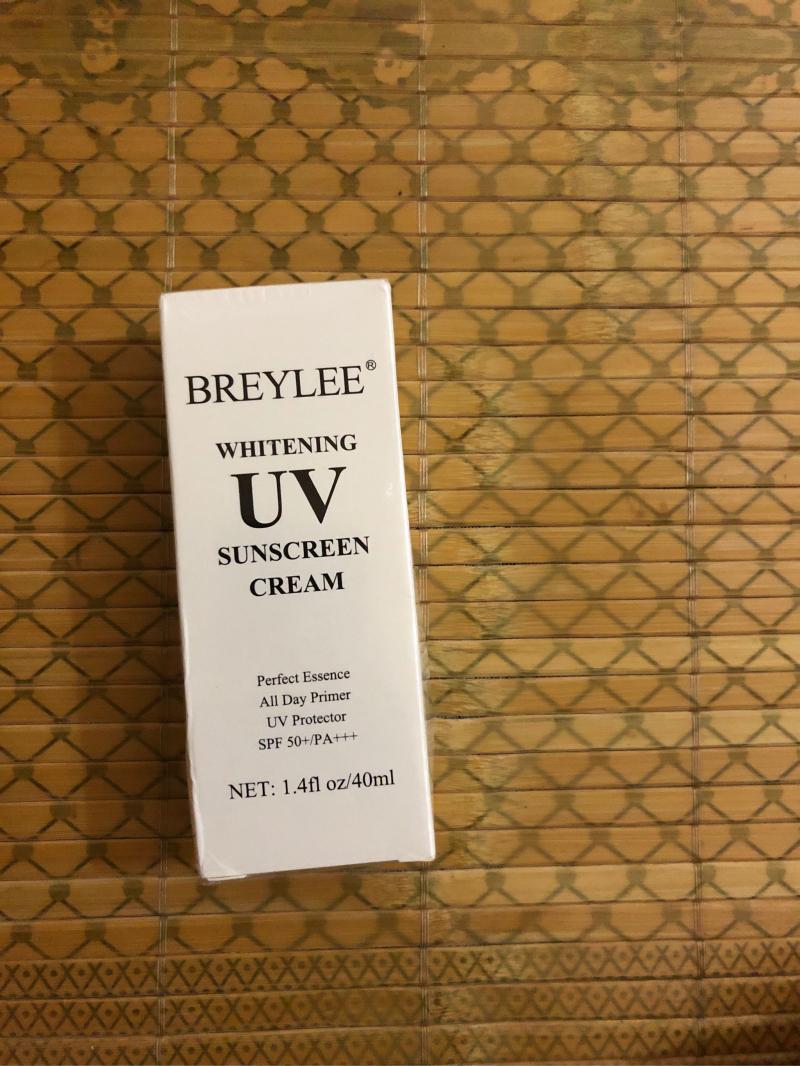 BREYLEE®
WHITENING
UV
SUNSCREEN
CREAM
Perfect Essence
All Day Primer
UV Protector
SPF 50+/PA+++
NET: 1.4fl oz/40ml